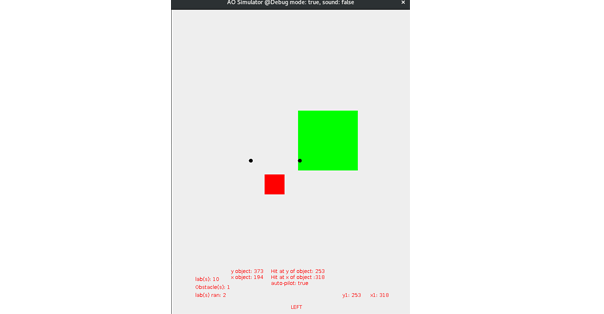 AO Simulator @Debug mode: true, sound: false
×
y object: 373 Hit at y of object: 253
lab(s): 10 x object: 194 Hit at x of object -318
auto-pilot: true
Obstacle(s): 1
lab(s) ran: 2 y1: 253 x1: 318
LEFT